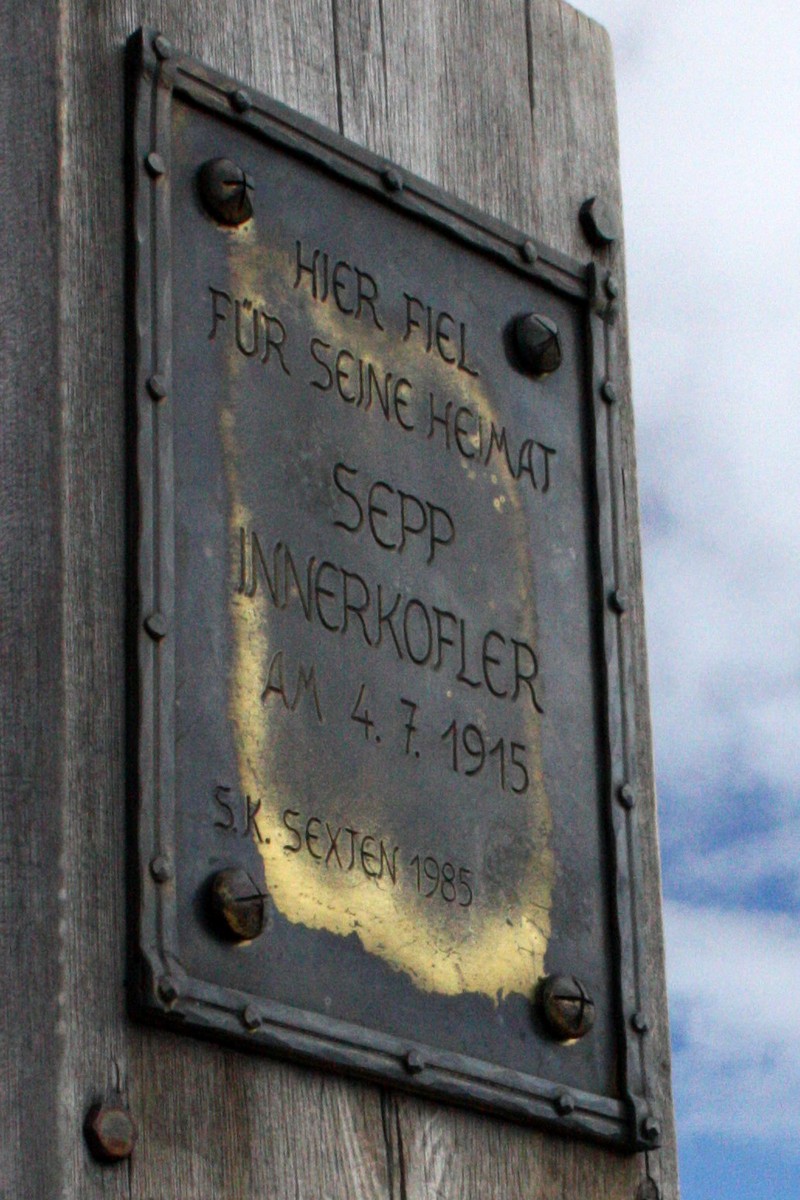 HIER FIEL
FÜR SEINE HEIMAT
SEPP
INNERKOFLER
AM 4. 7. 1915
S.K. SEXTEN 1985